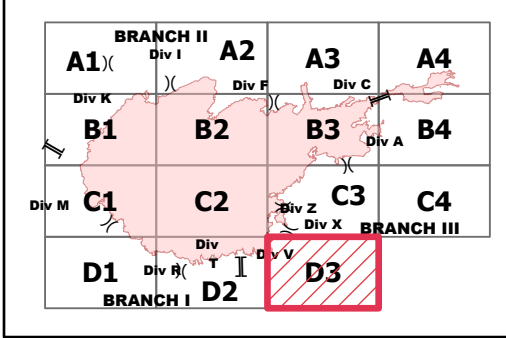 BRANCH II
A1
Div I
A2
A3
A4
Div K
Div F
Div C
B1
B2
B3
Div A
B4
Div M
C1
C2
Div Z
C3
C4
Div X
BRANCH III
Div
T
Div V
D1
Div R
D2
D3
BRANCH I